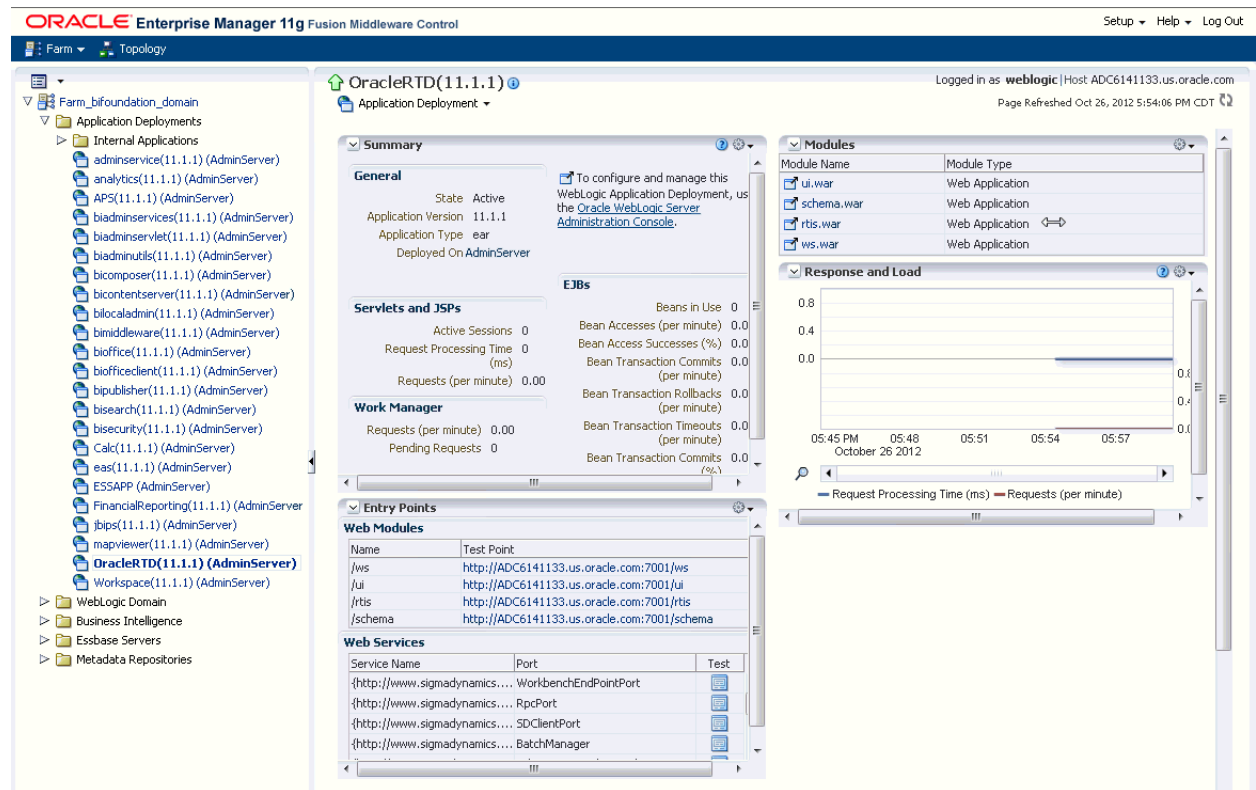 ORACLE Enterprise Manager 11g Fusion Middleware Control
Setup Help Log Out
Farm Topology
Farm_bifoundation_domain
Application Deployments
Internal Applications
adminservice(11.1.1) (AdminServer)
analytics(11.1.1) (AdminServer)
APS(11.1.1) (AdminServer)
biadminservices(11.1.1) (AdminServer)
biadminservlet(11.1.1) (AdminServer)
biadminutils(11.1.1) (AdminServer)
bicomposer(11.1.1) (AdminServer)
bicontentserver(11.1.1) (AdminServer)
bilocaladmin(11.1.1) (AdminServer)
bimiddleware(11.1.1) (AdminServer)
bioffice(11.1.1) (AdminServer)
biofficeclient(11.1.1) (AdminServer)
bipublisher(11.1.1) (AdminServer)
bisearch(11.1.1) (AdminServer)
bisecurity(11.1.1) (AdminServer)
Calc(11.1.1) (AdminServer)
eas(11.1.1) (AdminServer)
ESSAPP (AdminServer)
FinancialReporting(11.1.1) (AdminServer
jbips(11.1.1) (AdminServer)
mapviewer(11.1.1) (AdminServer)
OracleRTD(11.1.1) (AdminServer)
Workspace(11.1.1) (AdminServer)
WebLogic Domain
Business Intelligence
Essbase Servers
Metadata Repositories
OracleRTD(11.1.1)
Logged in as weblogic|Host ADC6141133.us.oracle.com
Application Deployment
Page Refreshed Oct 26, 2012 5:54:06 PM CDT
Summary
General
State Active
Application Version 11.1.1
Application Type ear
Deployed On AdminServer
To configure and manage this
WebLogic Application Deployment, us
the Oracle WebLogic Server
Administration Console.
Servlets and JSPs
Active Sessions 0
Request Processing Time 0
(ms)
Requests (per minute) 0.00
Work Manager
Requests (per minute) 0.00
Pending Requests 0
EJBs
Beans in Use 0
Bean Accesses (per minute) 0.0
Bean Access Successes (%) 0.0
Bean Transaction Commits 0.0
(per minute)
Bean Transaction Rollbacks 0.0
(per minute)
Bean Transaction Timeouts 0.0
(per minute)
Bean Transaction Commits 0.0
(%)
Entry Points
Web Modules
Name Test Point
/ws http://ADC6141133.us.oracle.com:7001/ws
/ui http://ADC6141133.us.oracle.com:7001/ui
/rtis http://ADC6141133.us.oracle.com:7001/rtis
/schema http://ADC6141133.us.oracle.com:7001/schema
Web Services
Service Name Port Test
{http://www.sigmadynamics.... WorkbenchEndPointPort
{http://www.sigmadynamics.... RpcPort
{http://www.sigmadynamics.... SDClientPort
{http://www.sigmadynamics.... BatchManager
Modules
Module Name Module Type
ui.war Web Application
schema.war Web Application
rtis.war Web Application
ws.war Web Application
Response and Load
0.8
0.4
0.0
0.8
0.4
0.0
05:45 PM 05:48 05:51 05:54 05:57
October 26 2012
Request Processing Time (ms) Requests (per minute)